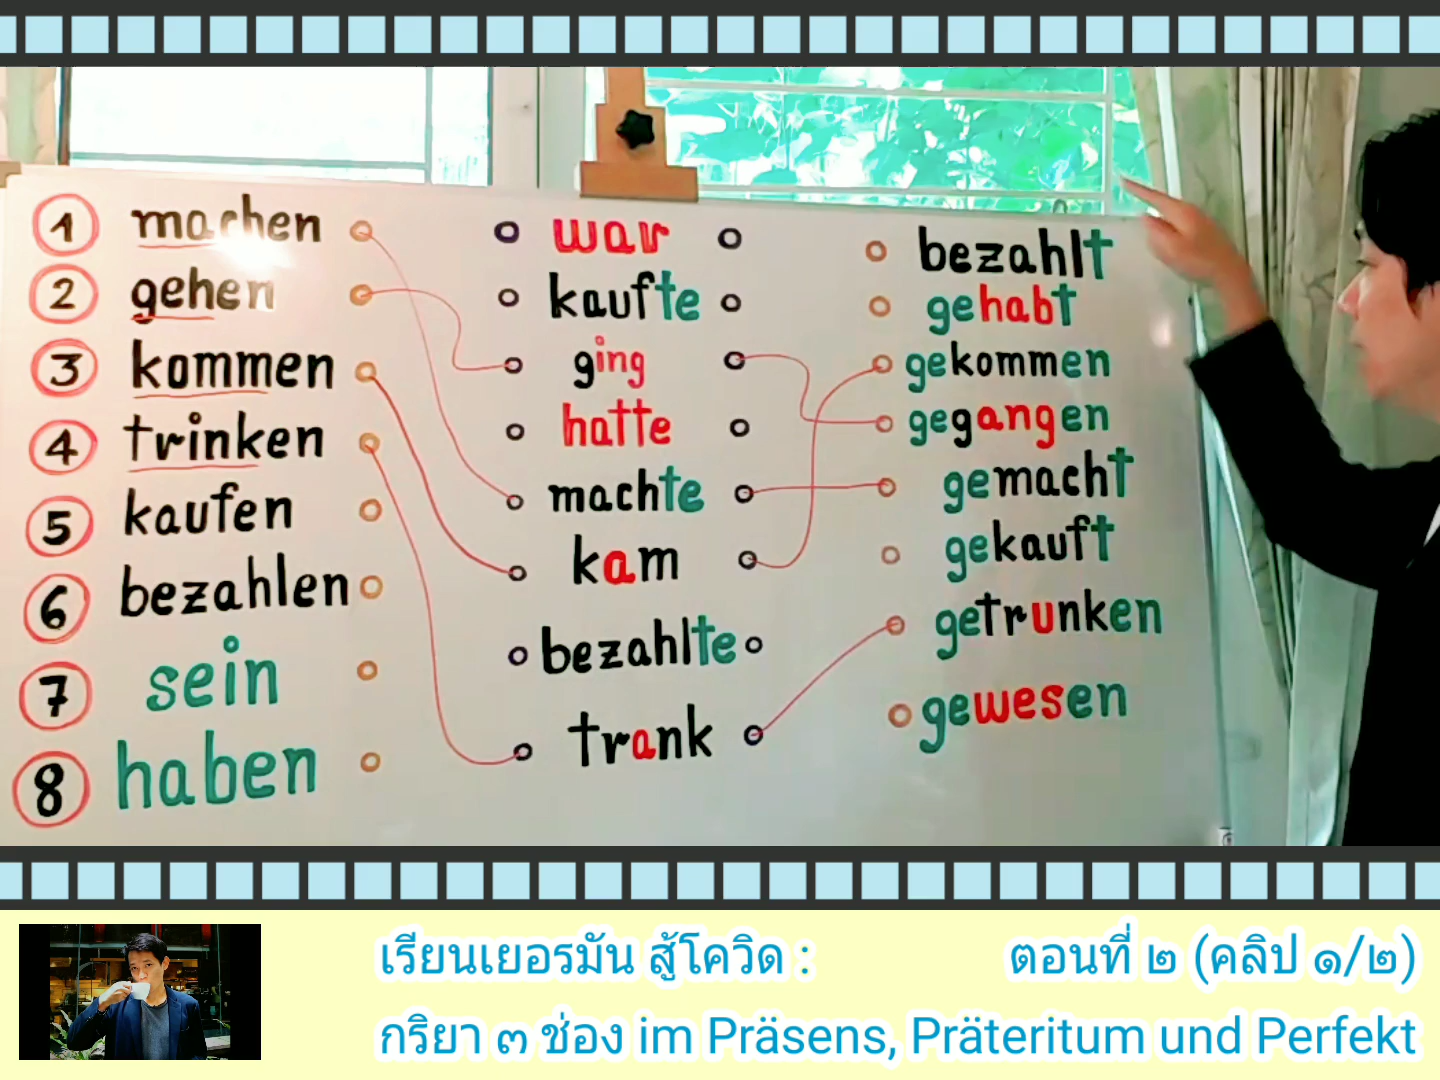 1 machen war bezahlt
2 gehen kaufte gehabt
3 kommen ging gekommen
4 trinken hatte gegangen
5 kaufen machte gemacht
6 bezahlen kam gekauft
7 sein bezahlte getrunken
8 haben trank gewesen
เรียนเยอรมัน สู้โควิด : ตอนที่ ๒ (คลิป ๑/๒)
กริยา ๓ ช่อง im Präsens, Präteritum und Perfekt